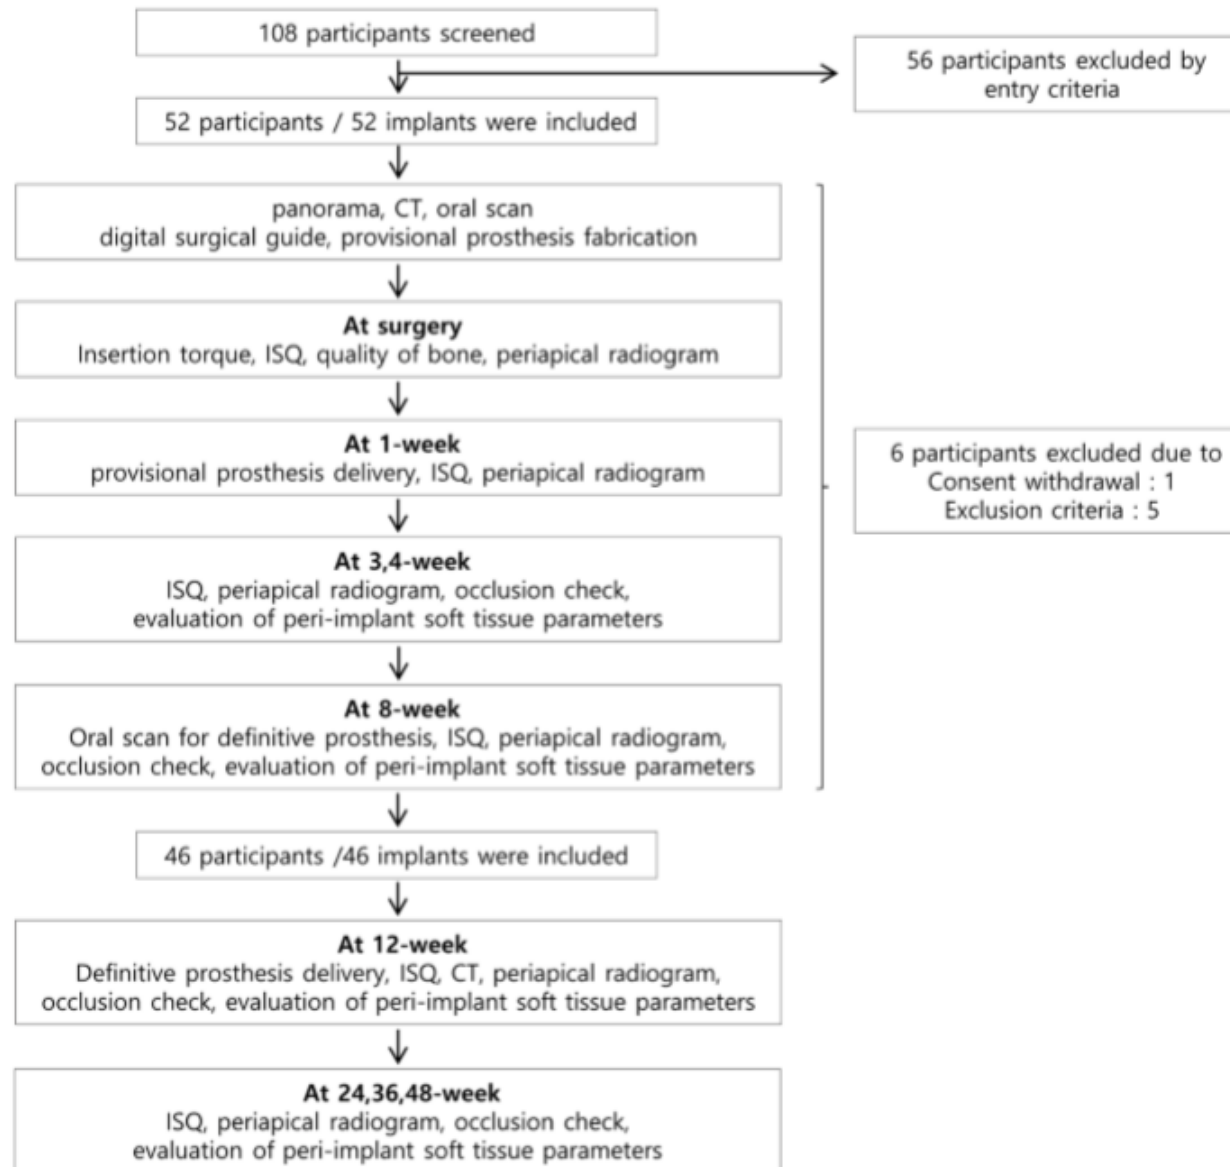 108 participants screened
56 participants excluded by
entry criteria
52 participants / 52 implants were included
panorama, CT, oral scan
digital surgical guide, provisional prosthesis fabrication
At surgery
Insertion torque, ISQ, quality of bone, periapical radiogram
At 1-week
provisional prosthesis delivery, ISQ, periapical radiogram
6 participants excluded due to
Consent withdrawal : 1
Exclusion criteria : 5
At 3,4-week
ISQ, periapical radiogram, occlusion check,
evaluation of peri-implant soft tissue parameters
At 8-week
Oral scan for definitive prosthesis, ISQ, periapical radiogram,
occlusion check, evaluation of peri-implant soft tissue parameters
46 participants /46 implants were included
At 12-week
Definitive prosthesis delivery, ISQ, CT, periapical radiogram,
occlusion check, evaluation of peri-implant soft tissue parameters
At 24,36,48-week
ISQ, periapical radiogram, occlusion check,
evaluation of peri-implant soft tissue parameters